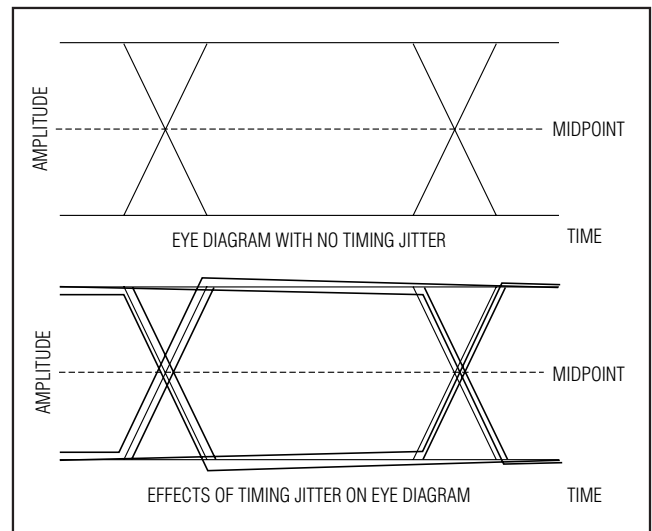 AMPLITUDE
MIDPOINT
EYE DIAGRAM WITH NO TIMING JITTER
TIME
AMPLITUDE
MIDPOINT
EFFECTS OF TIMING JITTER ON EYE DIAGRAM
TIME